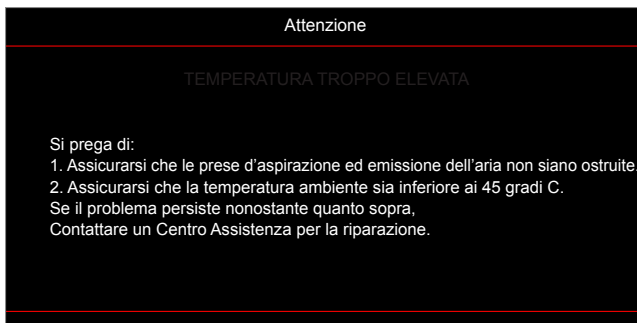 Attenzione
TEMPERATURA TROPPO ELEVATA
Si prega di:
1. Assicurarsi che le prese d’aspirazione ed emissione dell’aria non siano ostruite.
2. Assicurarsi che la temperatura ambiente sia inferiore ai 45 gradi C.
Se il problema persiste nonostante quanto sopra,
Contattare un Centro Assistenza per la riparazione.